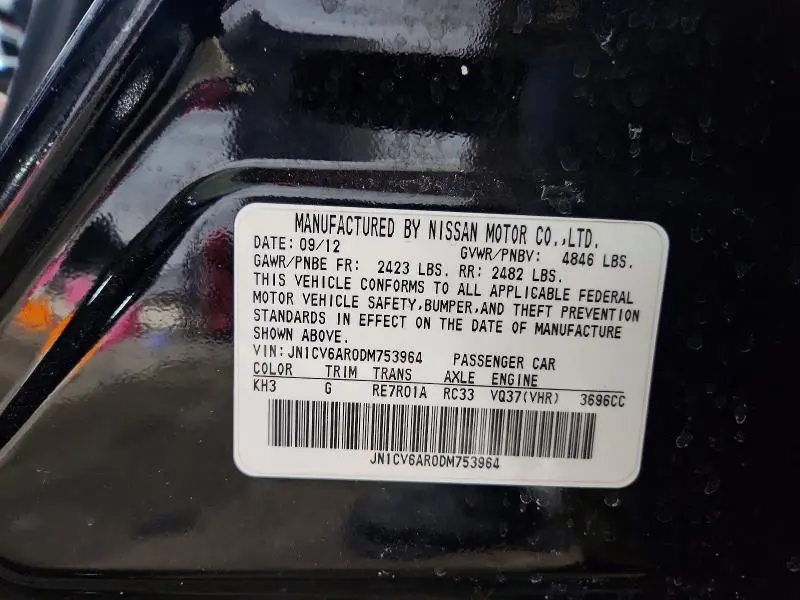 MANUFACTURED BY NISSAN MOTOR CO.,LTD.
DATE: 09/12 GVWR/PNBV: 4846 LBS.
GAWR/PNBE FR: 2423 LBS. RR: 2482 LBS.
THIS VEHICLE CONFORMS TO ALL APPLICABLE FEDERAL
MOTOR VEHICLE SAFETY,BUMPER,AND THEFT PREVENTION
STANDARDS IN EFFECT ON THE DATE OF MANUFACTURE
SHOWN ABOVE.
VIN: JN1CV6AR0DM753964 PASSENGER CAR
COLOR TRIM TRANS AXLE ENGINE
KH3 G RE7R01A RC33 VQ37(VHR) 3696CC
JN1CV6AR0DM753964